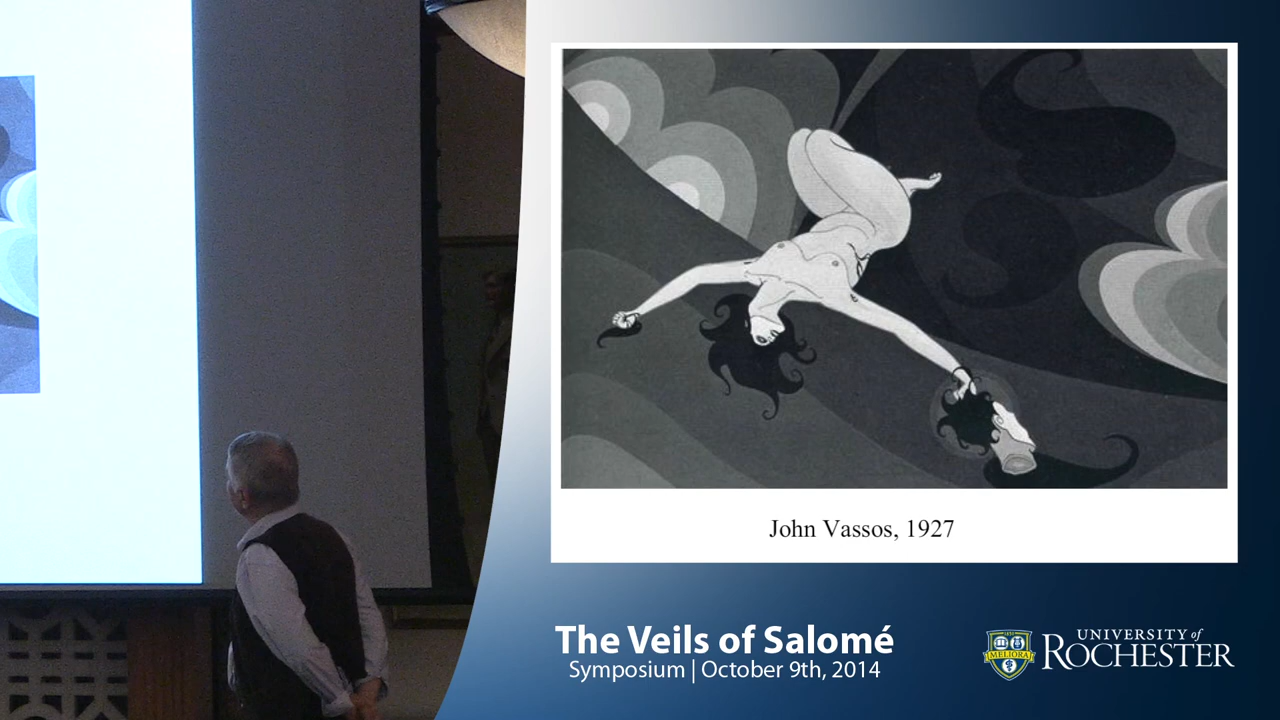 John Vassos, 1927
The Veils of Salomé
Symposium | October 9th, 2014
MELIORA
UNIVERSITY of
ROCHESTER